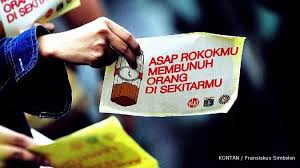 ASAP ROKOKMU
MEMBUNUH
ORANG
DI SEKITARMU
KONTAN / Fransiskus Simbolon